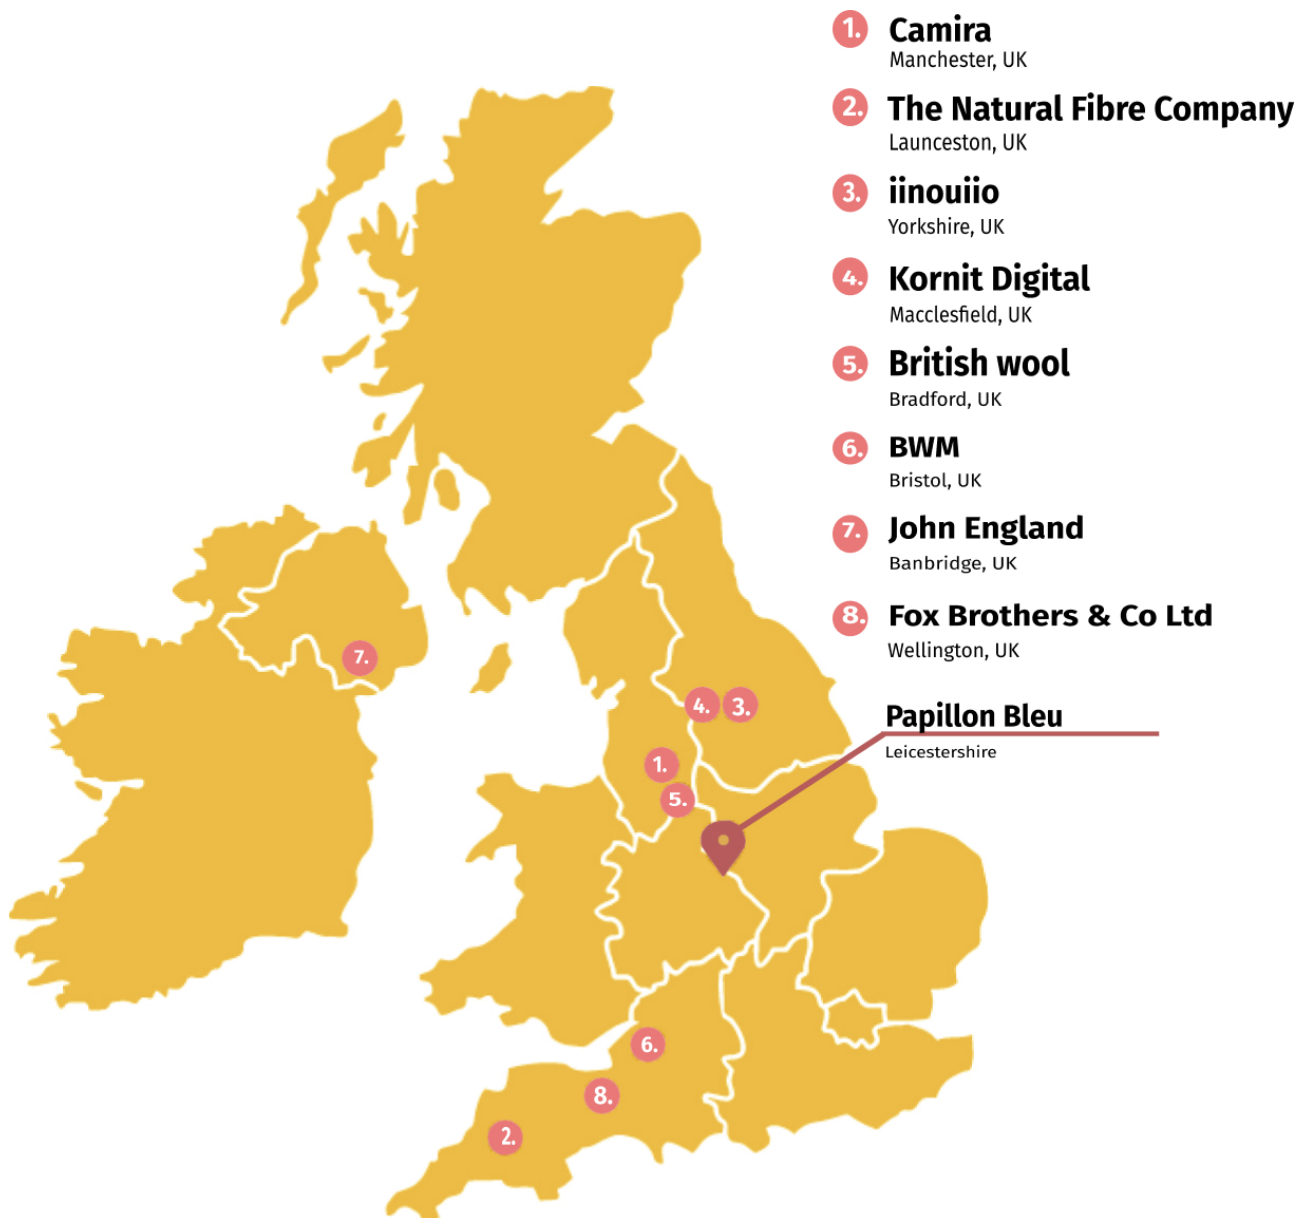 1. Camira
Manchester, UK
2. The Natural Fibre Company
Launceston, UK
3. iinouiio
Yorkshire, UK
4. Kornit Digital
Macclesfield, UK
5. British wool
Bradford, UK
6. BWM
Bristol, UK
7. John England
Banbridge, UK
8. Fox Brothers & Co Ltd
Wellington, UK
Papillon Bleu
Leicestershire
7.
4. 3.
1.
5.
6.
8.
2.